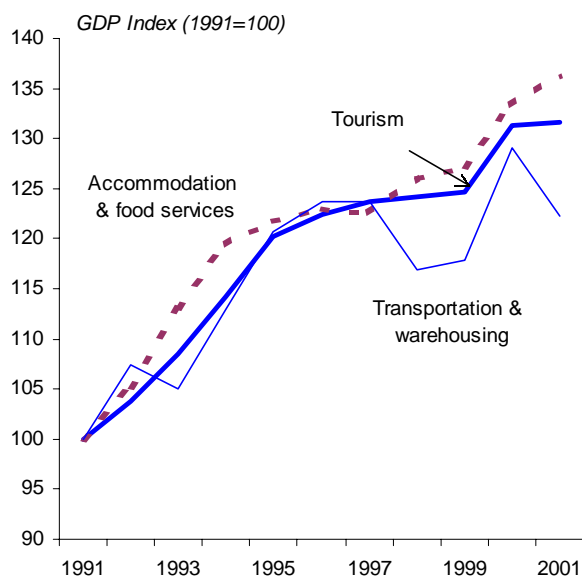 GDP Index (1991=100)
140
135
130
125
120
115
110
105
100
95
90
Tourism
Accommodation
& food services
Transportation &
warehousing
1991
1993
1995
1997
1999
2001